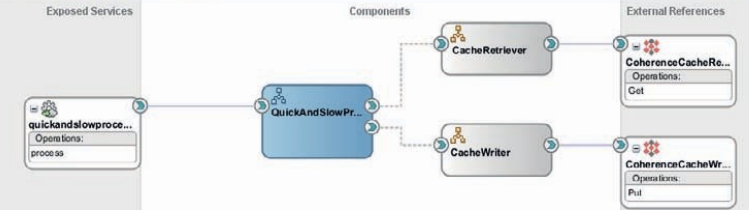 Exposed Services
Components
External References
quickandslowproce...
Operations:
process
QuickAndSlowPr...
CacheRetriever
CacheWriter
CoherenceCacheRe...
Operations:
Get
CoherenceCacheWr...
Operations:
Put